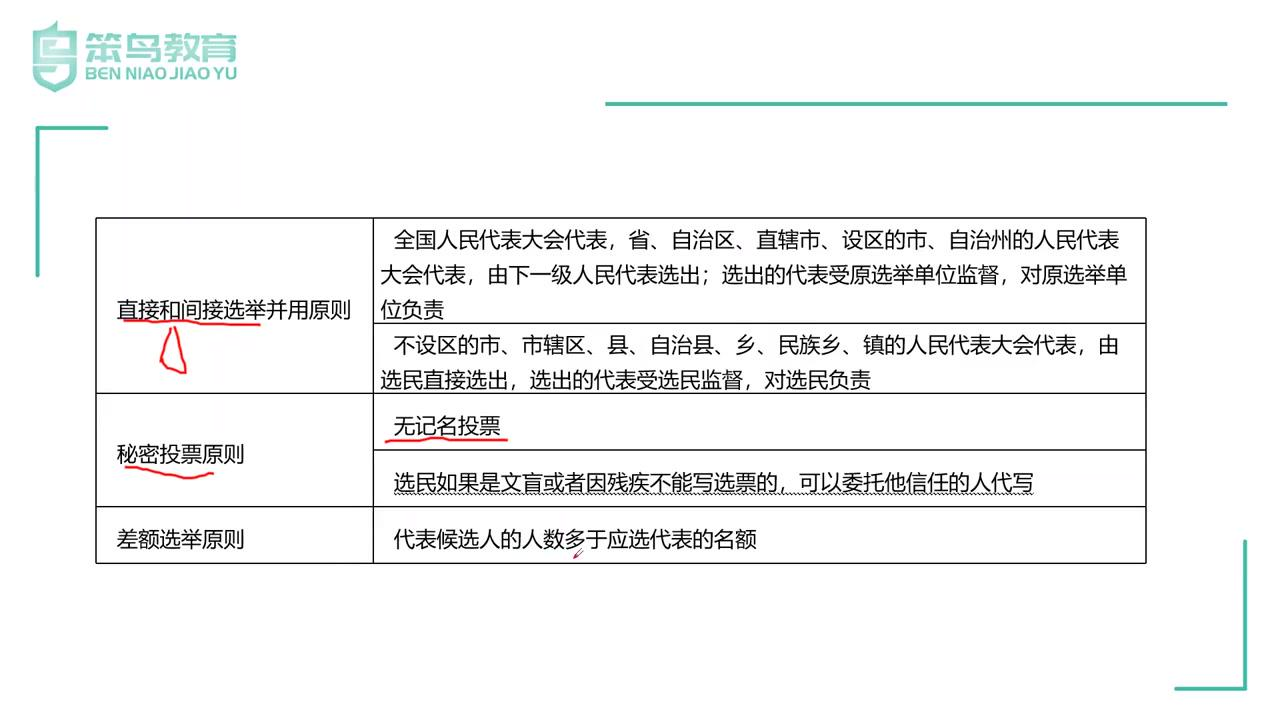 笨鸟教育
BEN NIAO JIAO YU
直接和间接选举并用原则
全国人民代表大会代表，省、自治区、直辖市、设区的市、自治州的人民代表
大会代表，由下一级人民代表选出；选出的代表受原选举单位监督，对原选举单
位负责
不设区的市、市辖区、县、自治县、乡、民族乡、镇的人民代表大会代表，由
选民直接选出，选出的代表受选民监督，对选民负责
秘密投票原则
无记名投票
选民如果是文盲或者因残疾不能写选票的，可以委托他信任的人代写
差额选举原则
代表候选人的人数多于应选代表的名额